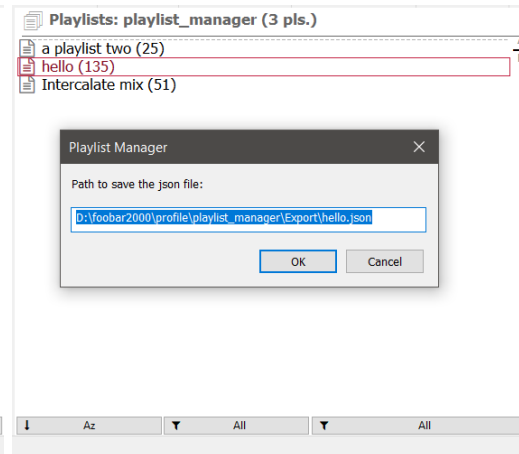 Playlists: playlist_manager (3 pls.)
a playlist two (25)
hello (135)
Intercalate mix (51)
Playlist Manager
Path to save the json file:
D:\foobar2000\profile\playlist_manager\Export\hello.json
OK Cancel
Az All All